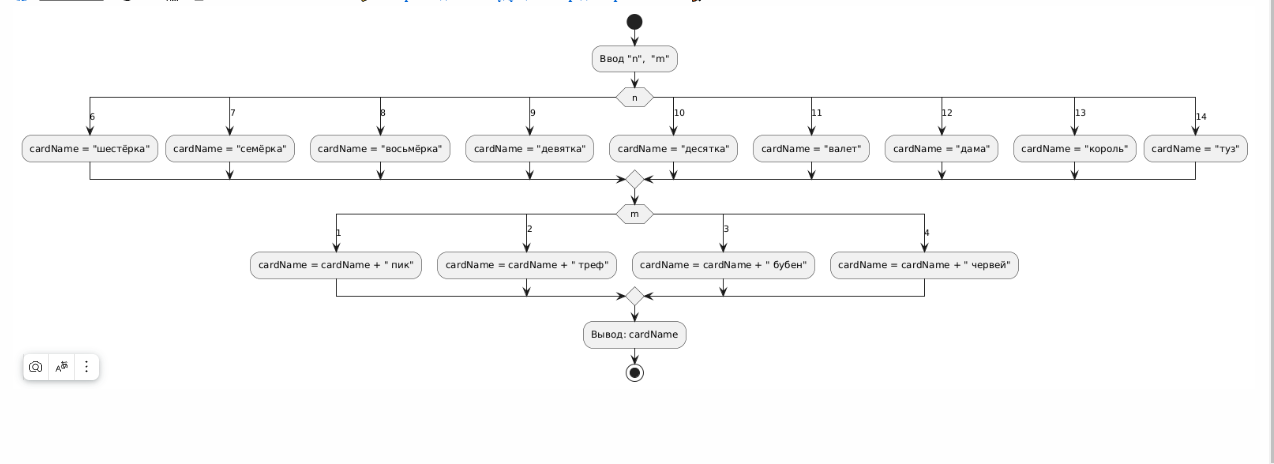 Ввод "n", "m"
n
6
7
8
9
10
11
12
13
14
cardName = "шестёрка"
cardName = "семёрка"
cardName = "восьмёрка"
cardName = "девятка"
cardName = "десятка"
cardName = "валет"
cardName = "дама"
cardName = "король"
cardName = "туз"
m
1
2
3
4
cardName = cardName + " пик"
cardName = cardName + " треф"
cardName = cardName + " бубен"
cardName = cardName + " червей"
Вывод: cardName